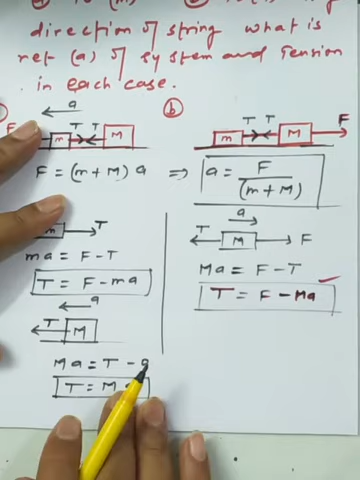 direction of string what is
net (a) of system and Tension
in each case.
a
b
F
T T
m M
T T
m M F
F = (m + M) a ⇒ a = F / (m + M)
m T
a
T M F
ma = F - T
Ma = F - T
T = F - ma
T = F - Ma
a
T M
Ma = T -
T = M